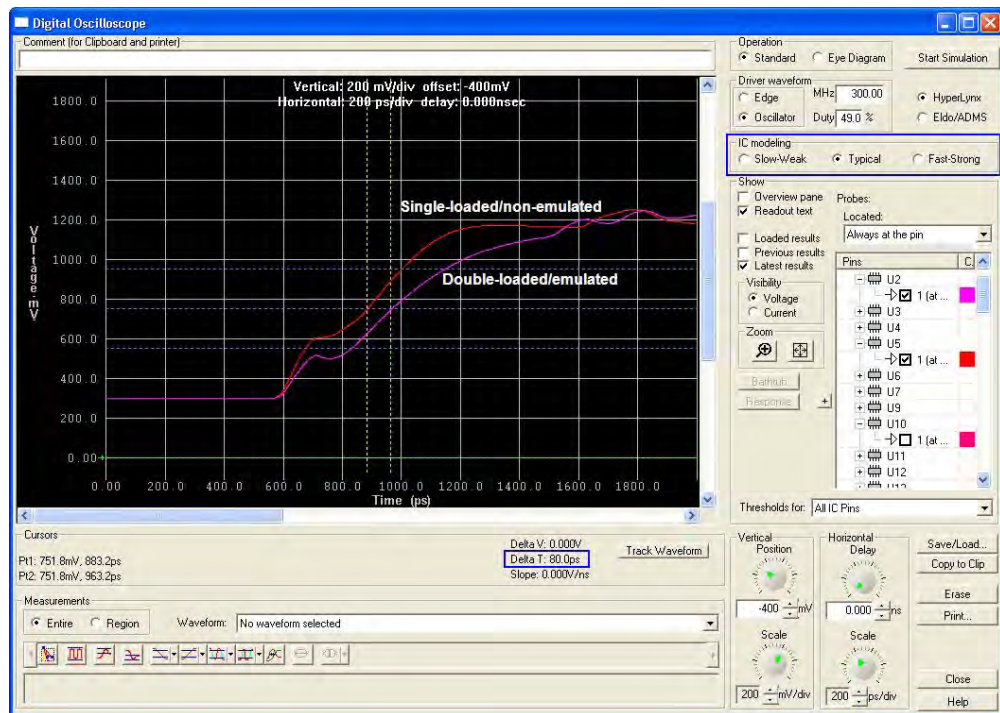 Digital Oscilloscope
Comment (for Clipboard and printer)
Vertical: 200 mV/div offset: -400mV
Horizontal: 200 ps/div delay: 0.000nsec
1800.0
1600.0
1400.0
1200.0
1000.0
800.0
600.0
400.0
200.0
0.00
Voltage-mV
Single-loaded/non-emulated
Double-loaded/emulated
0.00 200.0 400.0 600.0 800.0 1000.0 1200.0 1400.0 1600.0 1800.0
Time (ps)
Operation
Standard Eye Diagram
Start Simulation
Driver waveform
Edge MHz 300.00
Oscillator Duty 49.0 %
HyperLynx
Eldo/ADMS
IC modeling
Slow-Weak Typical Fast-Strong
Show
Overview pane
Readout text
Loaded results
Previous results
Latest results
Visibility
Voltage
Current
Zoom
Bathtub
Response
+
Probes:
Located:
Always at the pin
Pins C.
U2
1 (at ...
U3
U4
U5
1 (at ...
U6
U7
U9
U10
1 (at ...
U11
U12
Thresholds for: All IC Pins
Cursors
Pt1: 751.8mV, 883.2ps
Pt2: 751.8mV, 963.2ps
Delta V: 0.000V
Delta T: 80.0ps
Slope: 0.000V/ns
Track Waveform
Measurements
Entire Region Waveform: No waveform selected
Vertical
Position
-400 mV
Scale
200 mV/div
Horizontal
Delay
0.000 ns
Scale
200 ps/div
Save/Load...
Copy to Clip
Erase
Print...
Close
Help